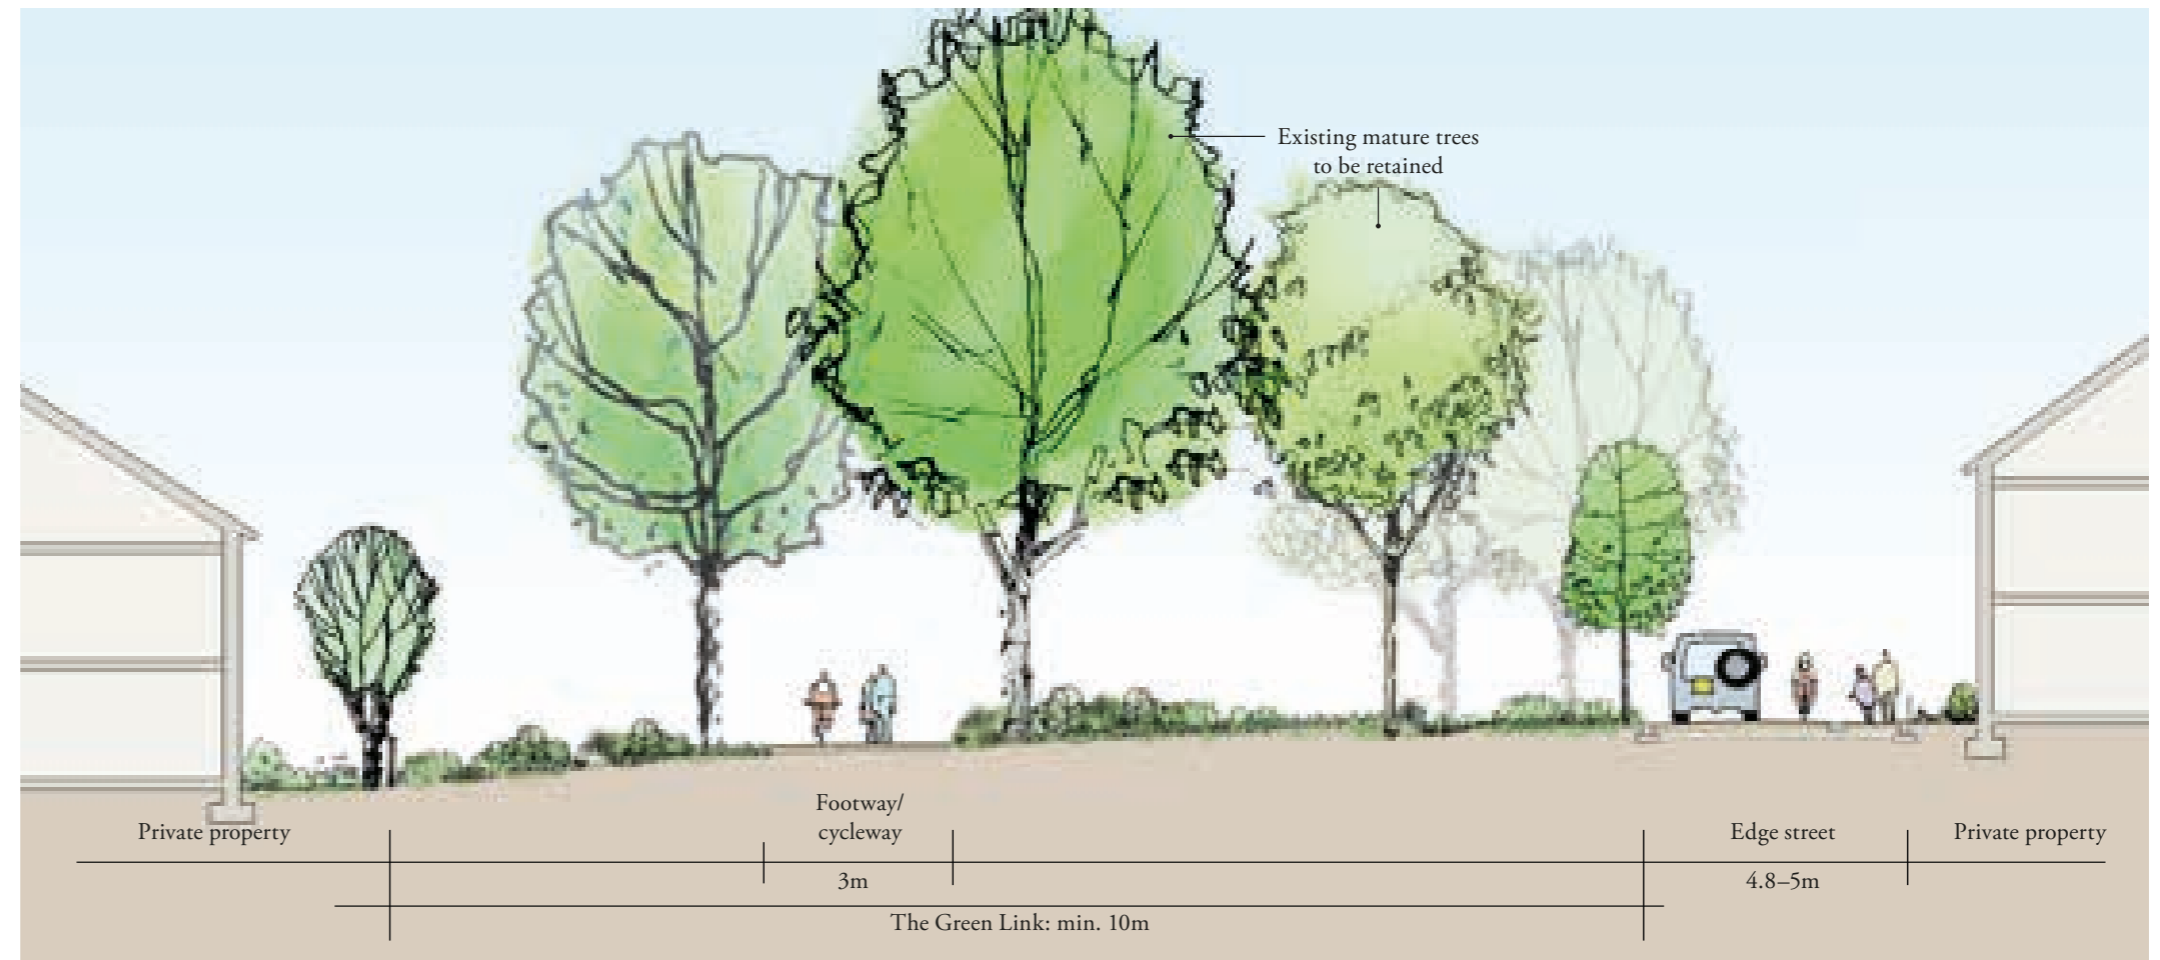 Existing mature trees
to be retained
Footway/
cycleway
Private property
Edge street
Private property
3m
4.8–5m
The Green Link: min. 10m